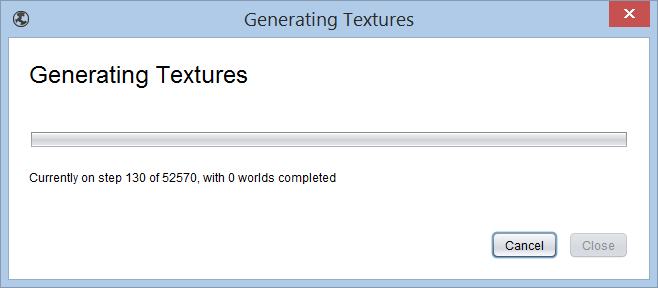 Generating Textures
Generating Textures
Currently on step 130 of 52570, with 0 worlds completed
Cancel
Close